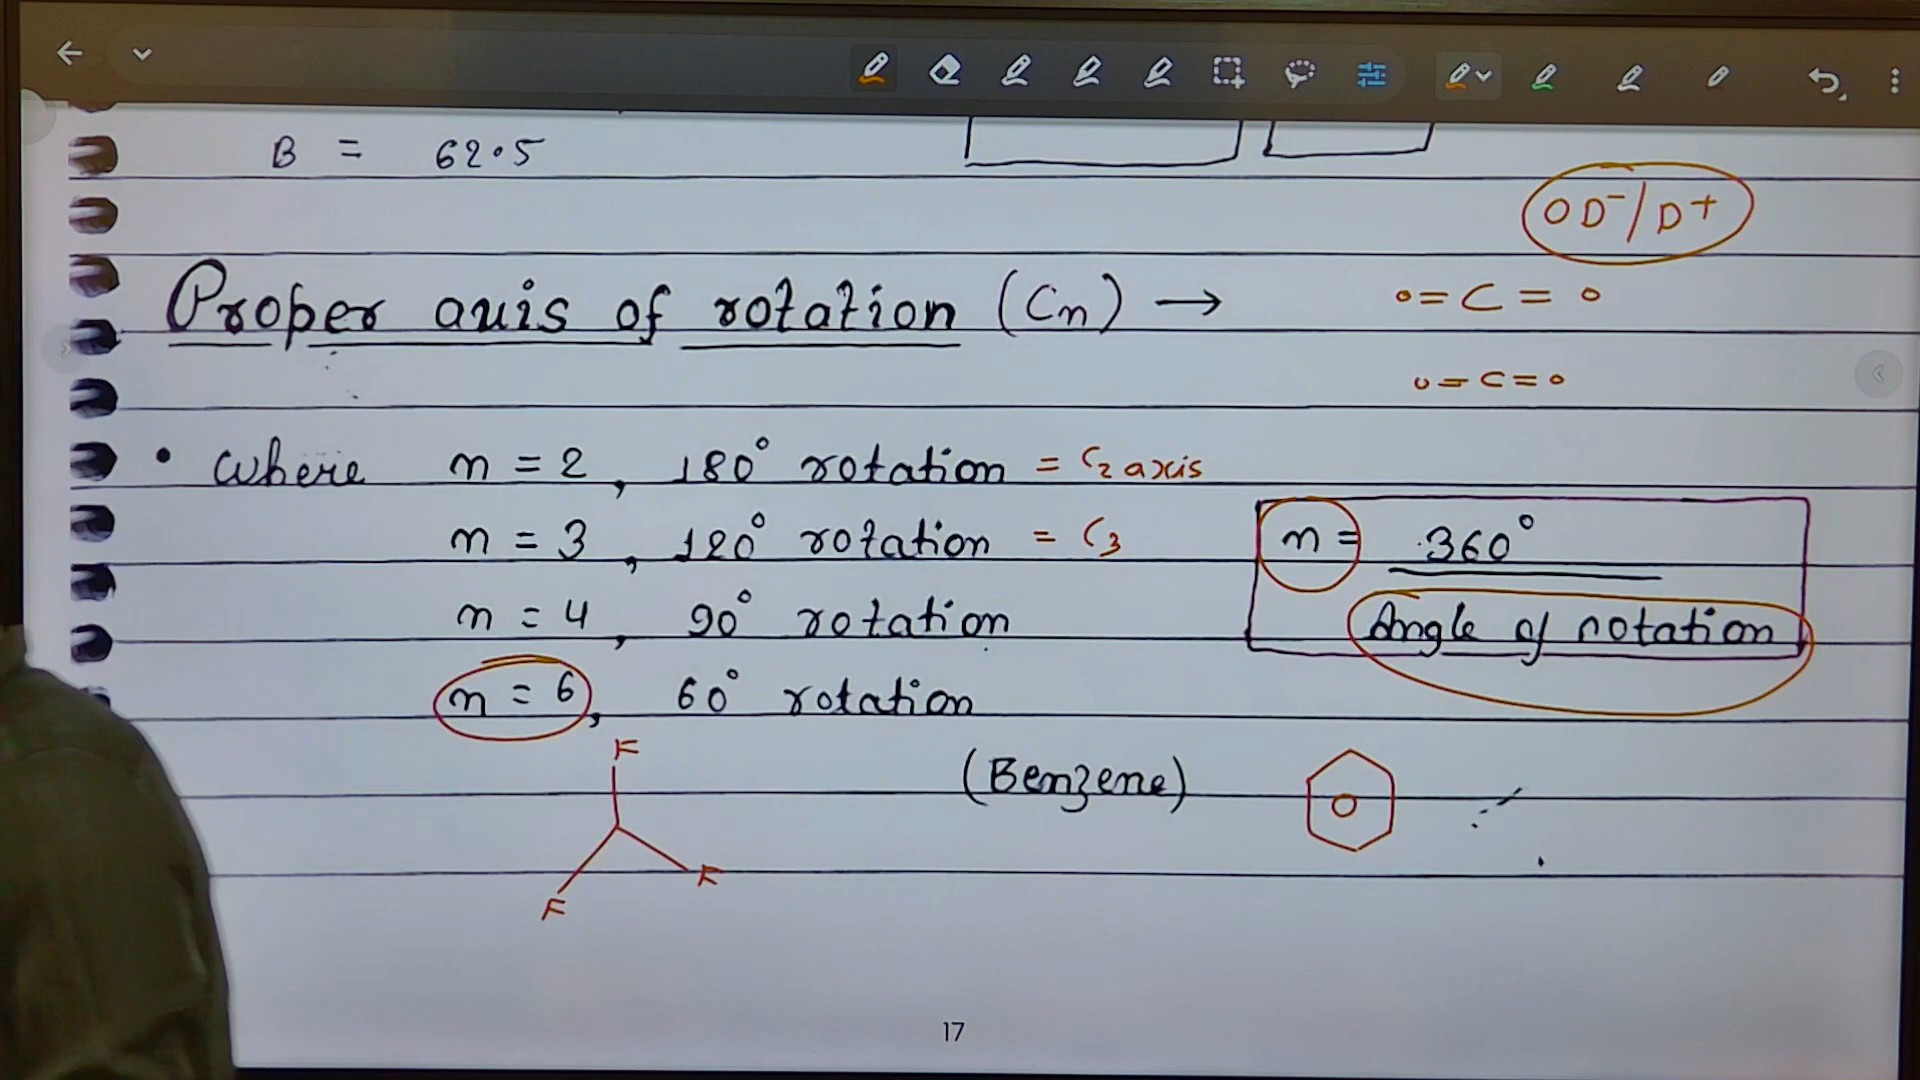 B = 62.5
OD⁻/D⁺
Proper axis of rotation (Cn) →
O=C=O
O=C=O
• where n = 2, 180° rotation = C₂ axis
n = 3, 120° rotation = C₃
n = 360°
Angle of rotation
n = 4, 90° rotation
n = 6, 60° rotation
F
(Benzene)
F
F
17